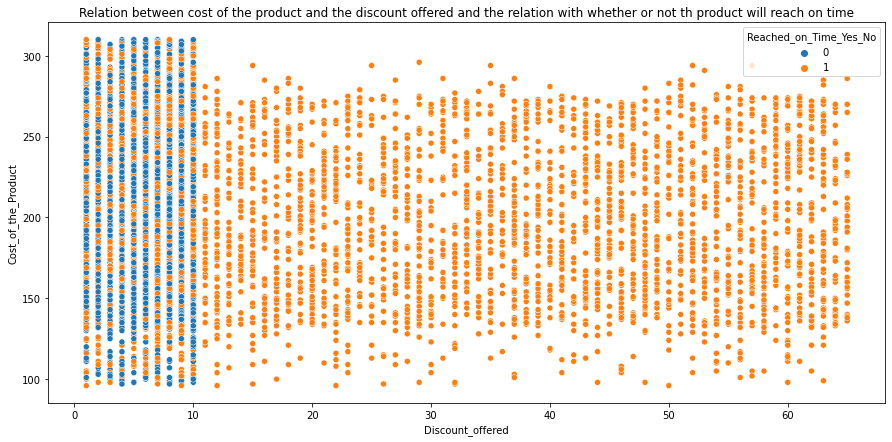 Relation between cost of the product and the discount offered and the relation with whether or not th product will reach on time
Reached_on_Time_Yes_No
0
1
300
250
200
150
100
Cost_of_the_Product
0 10 20 30 40 50 60
Discount_offered